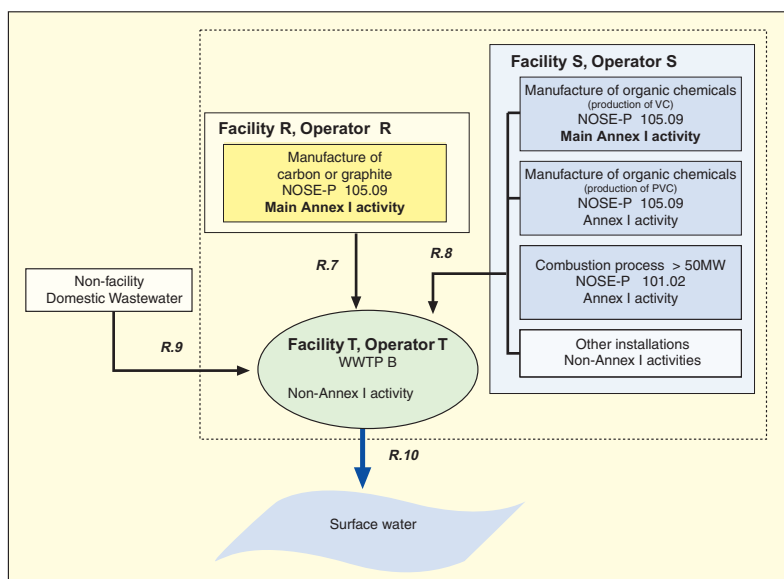 Facility S, Operator S
Manufacture of organic chemicals
(production of VC)
NOSE-P 105.09
Main Annex I activity
Manufacture of organic chemicals
(production of PVC)
NOSE-P 105.09
Annex I activity
Combustion process > 50MW
NOSE-P 101.02
Annex I activity
Other installations
Non-Annex I activities
Facility R, Operator R
Manufacture of
carbon or graphite
NOSE-P 105.09
Main Annex I activity
R.7
R.8
Non-facility
Domestic Wastewater
R.9
Facility T, Operator T
WWTP B
Non-Annex I activity
R.10
Surface water